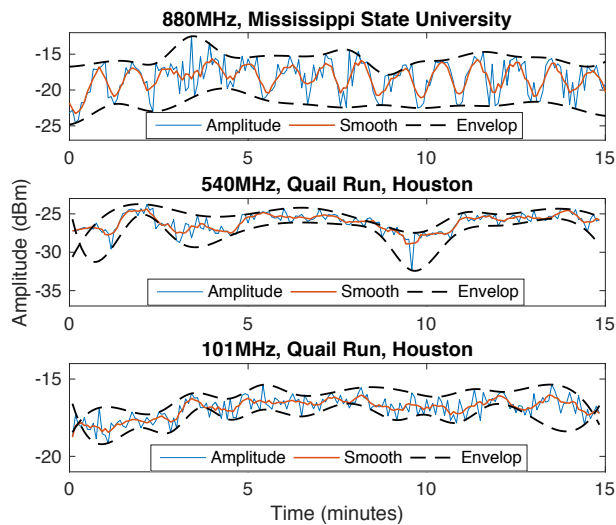 880MHz, Mississippi State University
-15
-20
-25
0 5 10 15
Amplitude Smooth Envelop
540MHz, Quail Run, Houston
-25
-30
-35
0 5 10 15
Amplitude Smooth Envelop
Amplitude (dBm)
101MHz, Quail Run, Houston
-15
-20
0 5 10 15
Amplitude Smooth Envelop
Time (minutes)